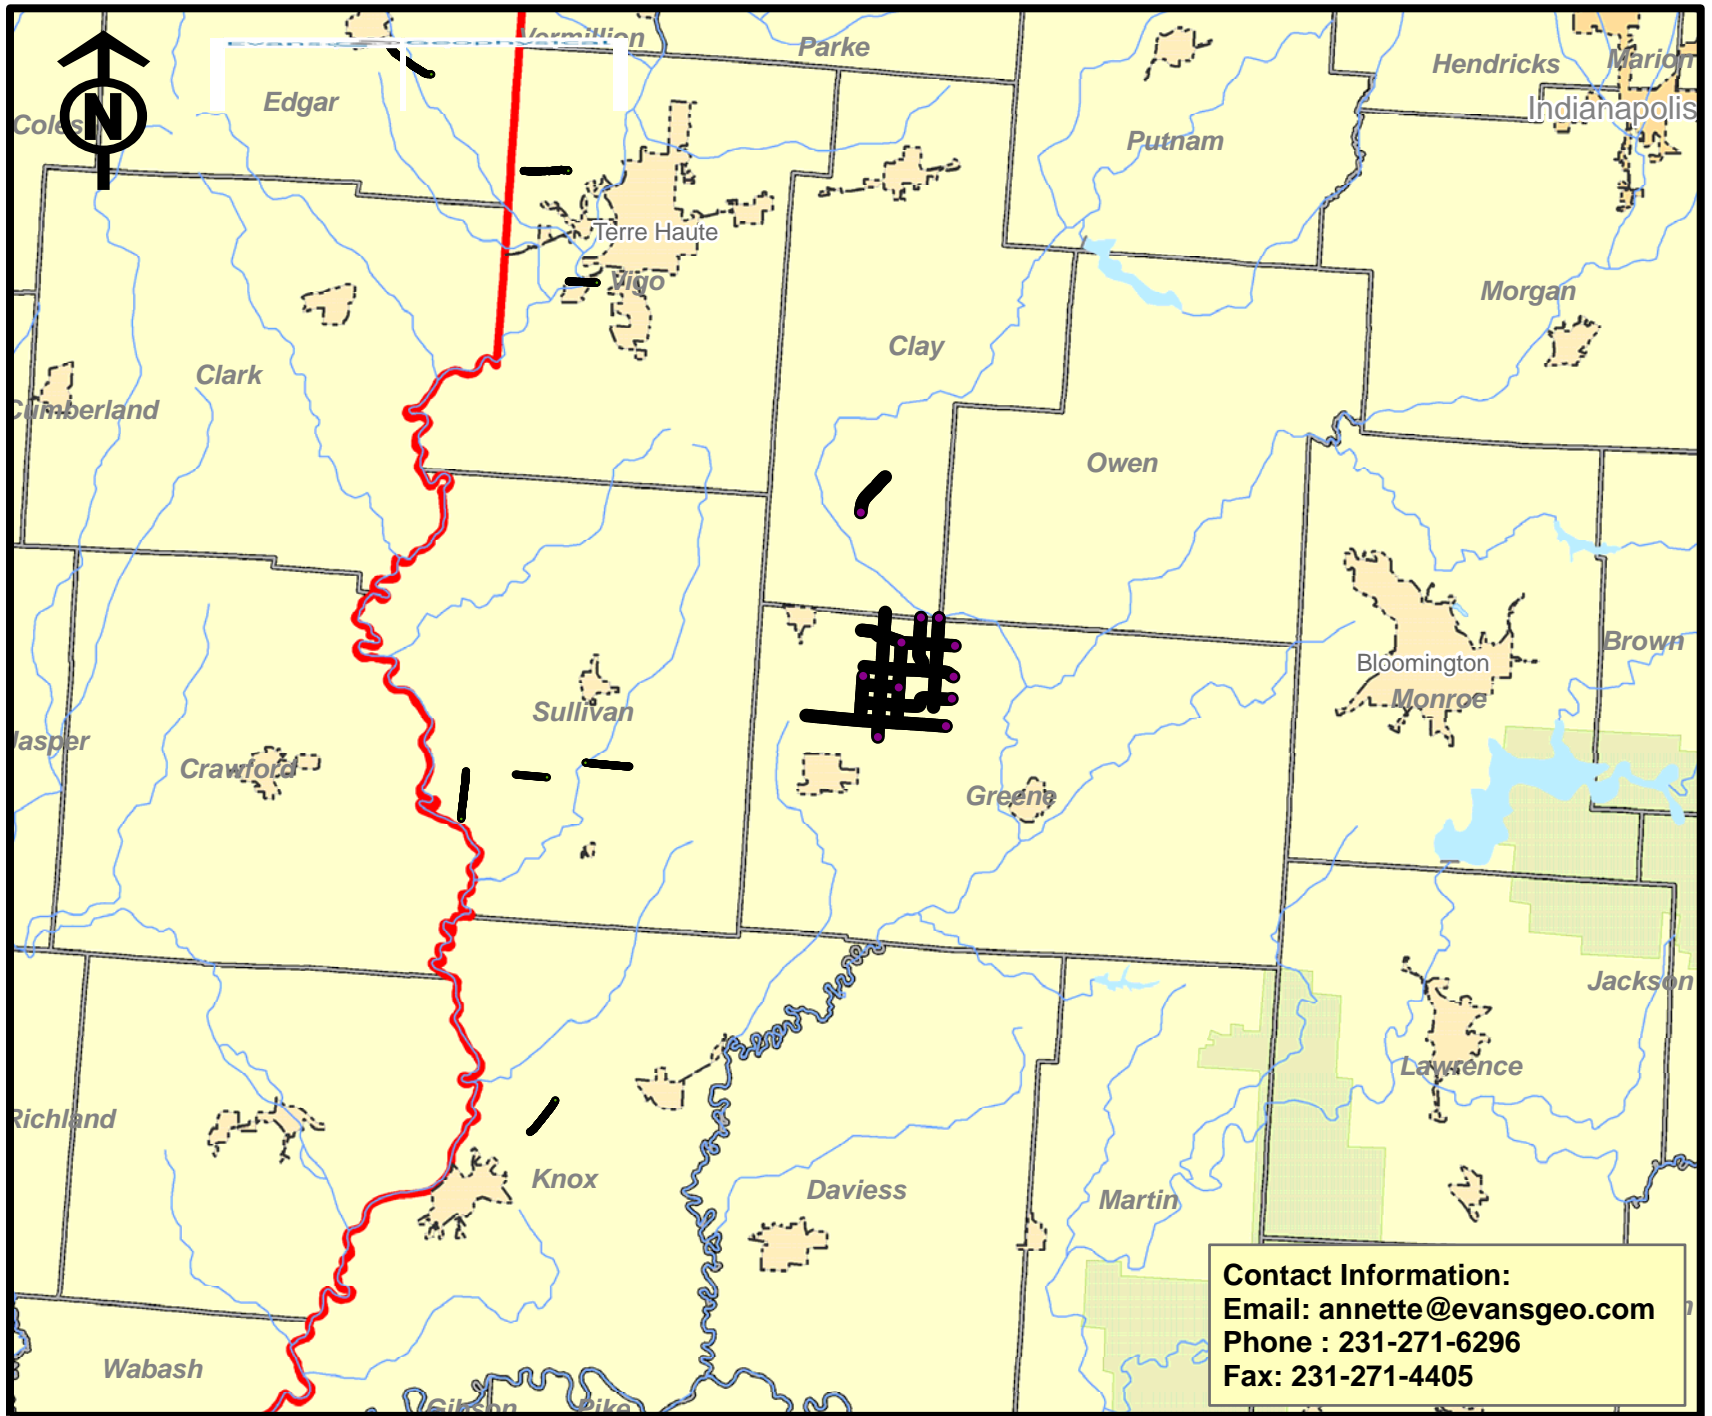 Vermillion
Parke
Hendricks
Marion
Evans Geophysical
Edgar
Indianapolis
Coles
N
Putnam
Terre Haute
Vigo
Morgan
Clay
Clark
Cumberland
Owen
Brown
Bloomington
Monroe
Sullivan
Jasper
Crawford
Greene
Jackson
Lawrence
Richland
Knox
Daviess
Martin
Contact Information:
Email: annette@evansgeo.com
Phone : 231-271-6296
Fax: 231-271-4405
Wabash
Gibson
Pike